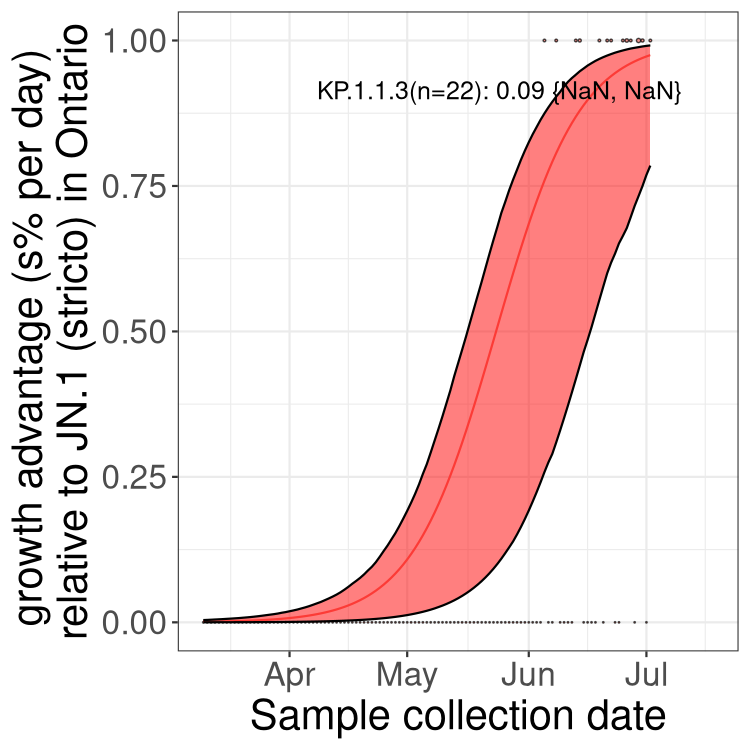 growth advantage (s% per day)
relative to JN.1 (stricto) in Ontario
1.00
0.75
0.50
0.25
0.00
KP.1.1.3(n=22): 0.09 {NaN, NaN}
Apr May Jun Jul
Sample collection date